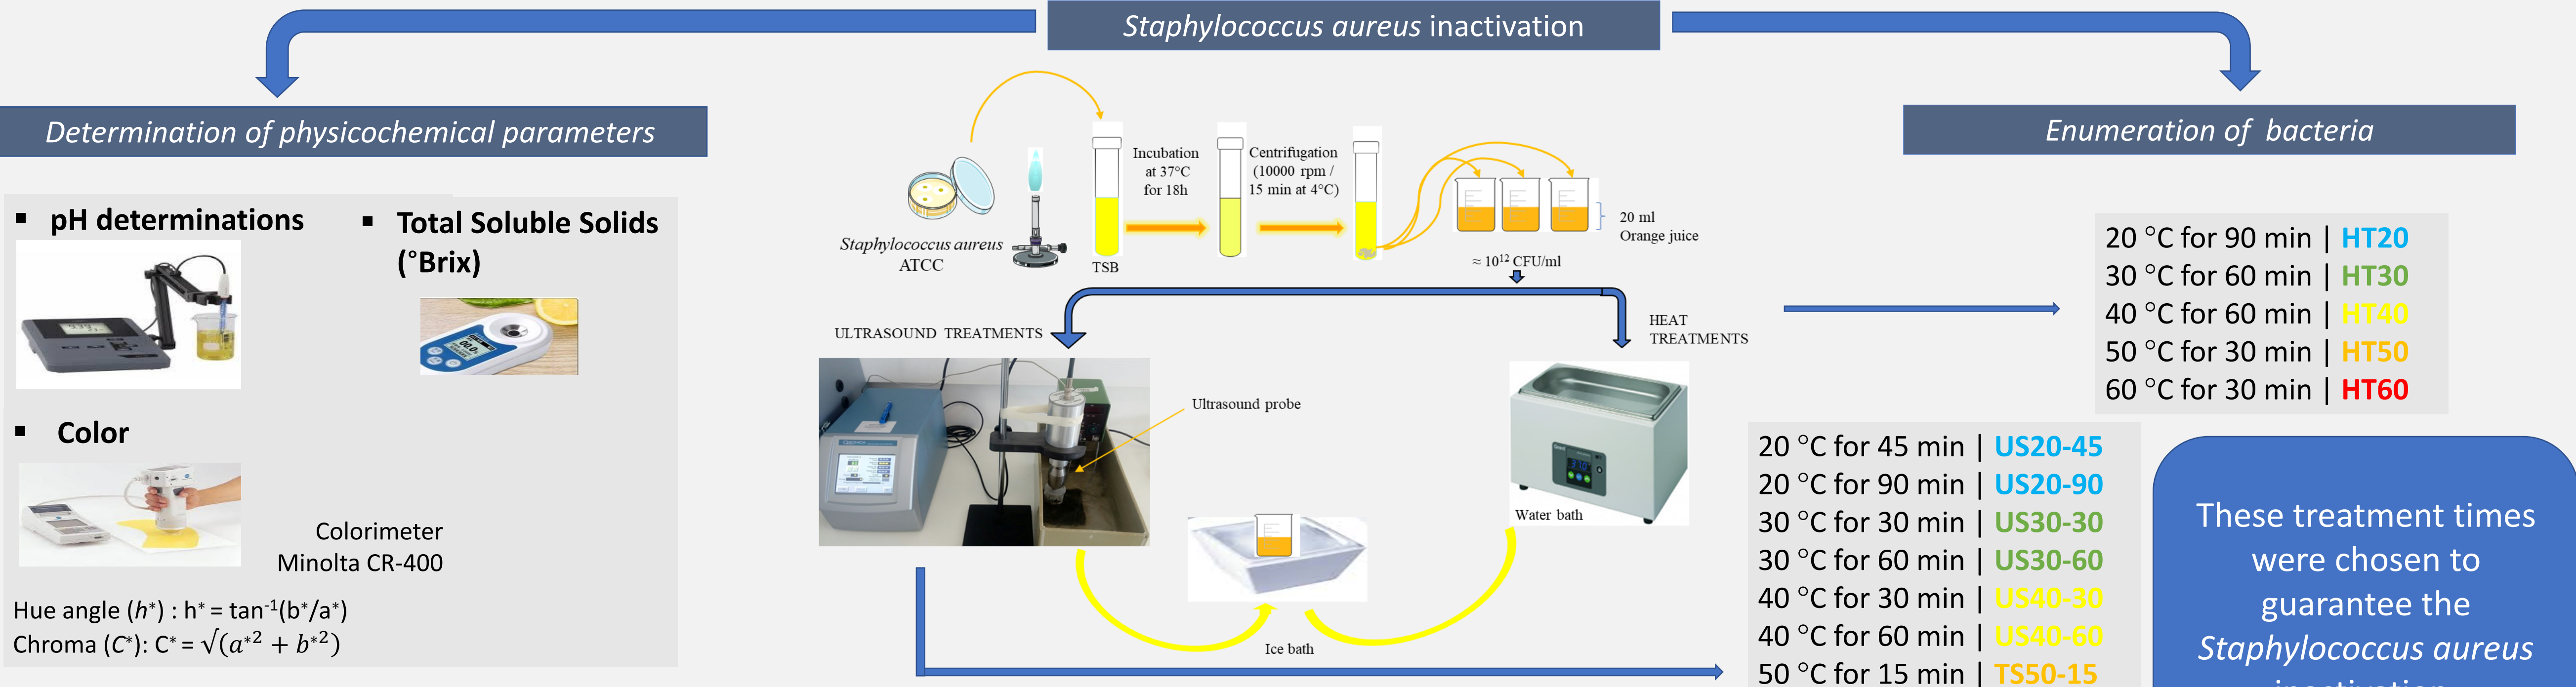 Staphylococcus aureus inactivation
Determination of physicochemical parameters
Enumeration of bacteria
▪ pH determinations
▪ Total Soluble Solids
(°Brix)
▪ Color
Colorimeter
Minolta CR-400
Hue angle (h*) : h* = tan⁻¹(b*/a*)
Chroma (C*): C* = √(a*² + b*²)
Staphylococcus aureus
ATCC
TSB
Incubation
at 37°C
for 18h
Centrifugation
(10000 rpm /
15 min at 4°C)
20 ml
Orange juice
≈ 10¹² CFU/ml
ULTRASOUND TREATMENTS
HEAT
TREATMENTS
Ultrasound probe
Water bath
Ice bath
20 °C for 90 min | HT20
30 °C for 60 min | HT30
40 °C for 60 min | HT40
50 °C for 30 min | HT50
60 °C for 30 min | HT60
20 °C for 45 min | US20-45
20 °C for 90 min | US20-90
30 °C for 30 min | US30-30
30 °C for 60 min | US30-60
40 °C for 30 min | US40-30
40 °C for 60 min | US40-60
50 °C for 15 min | TS50-15
These treatment times
were chosen to
guarantee the
Staphylococcus aureus
inactivation